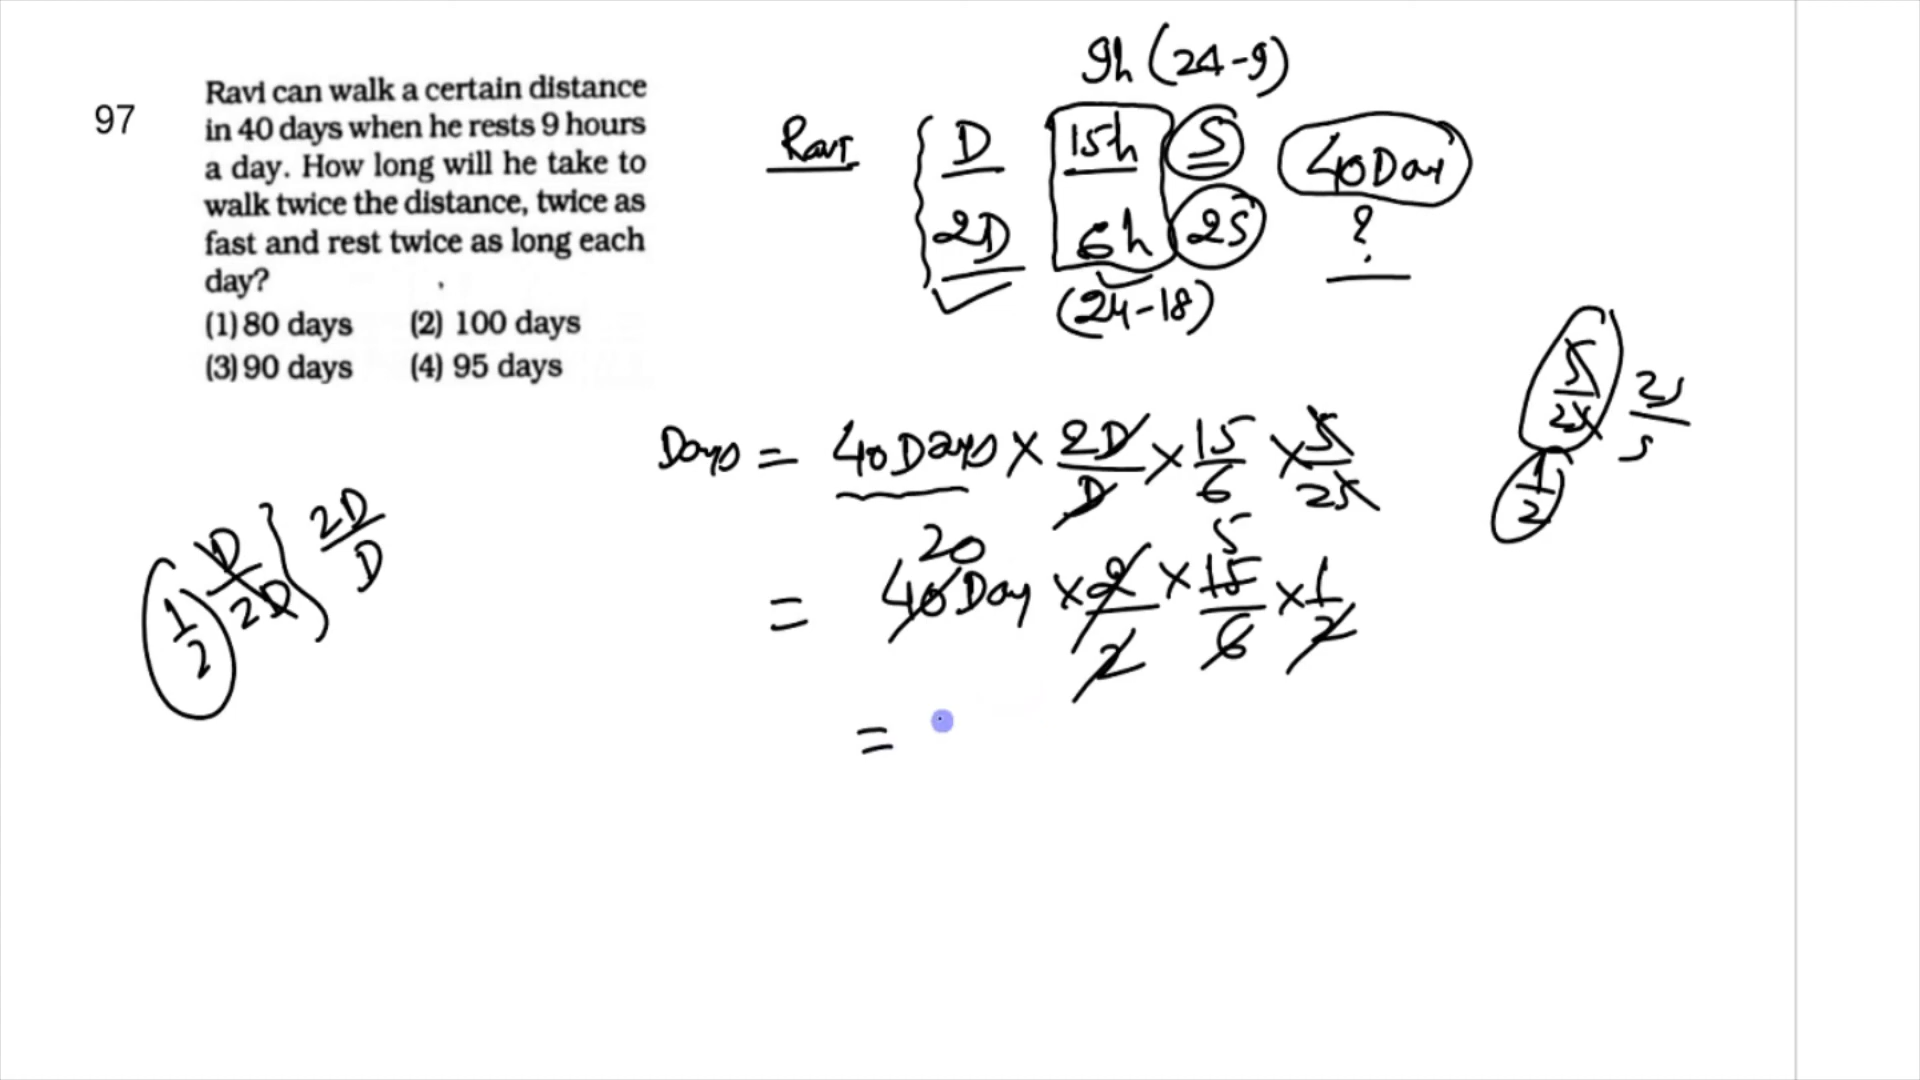 97
Ravi can walk a certain distance
in 40 days when he rests 9 hours
a day. How long will he take to
walk twice the distance, twice as
fast and rest twice as long each
day?
(1) 80 days (2) 100 days
(3) 90 days (4) 95 days
9h (24-9)
Ravi D 15h S 40 Day
2D 6h 2S ?
(24-18)
Days = 40 Days × 2D/D × 15/6 × S/2S
20 5
= 40 Day × 2/2 × 15/6 × 1/2
=
S/2S 2S/S
1/2
D/2D 2D/D
1/2